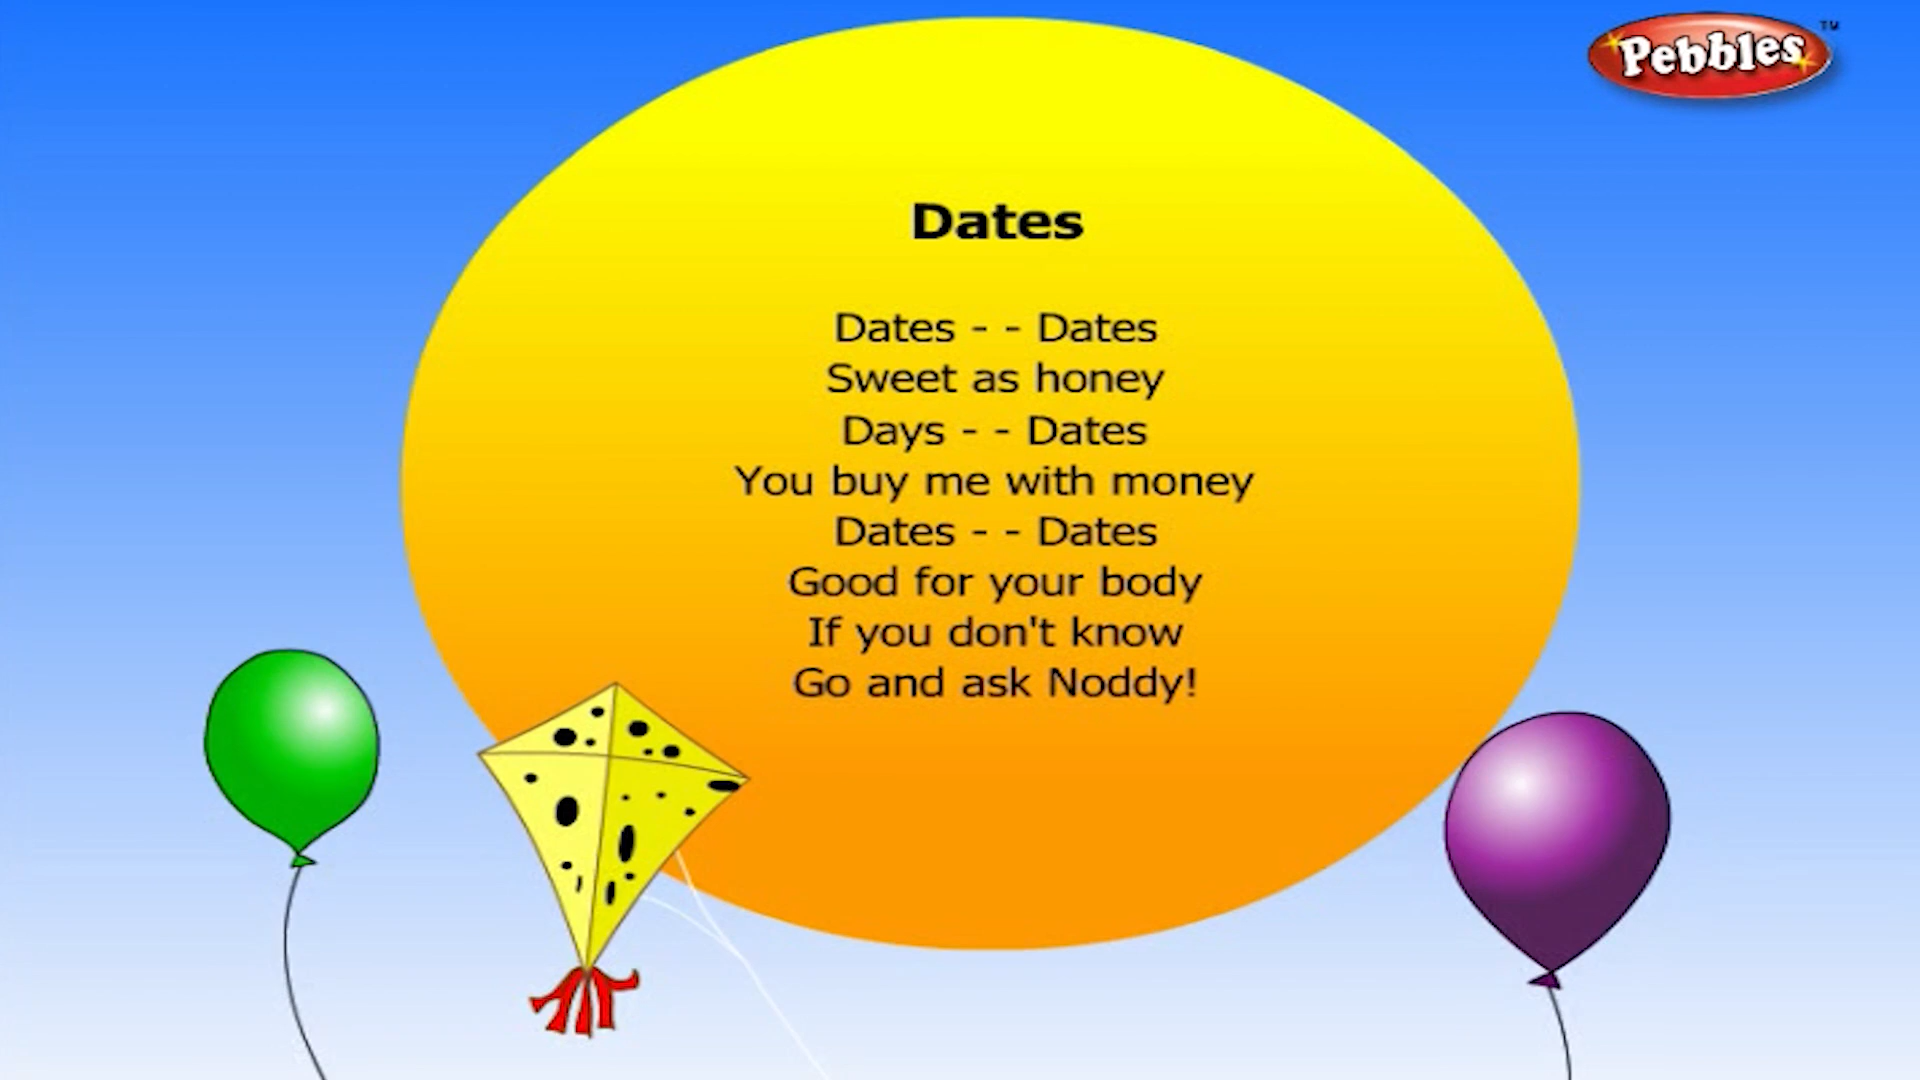 Pebbles TM
Dates
Dates - - Dates
Sweet as honey
Days - - Dates
You buy me with money
Dates - - Dates
Good for your body
If you don't know
Go and ask Noddy!